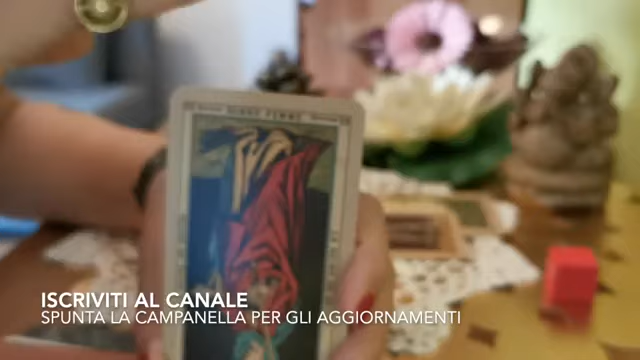 ISCRIVITI AL CANALE
SPUNTA LA CAMPANELLA PER GLI AGGIORNAMENTI